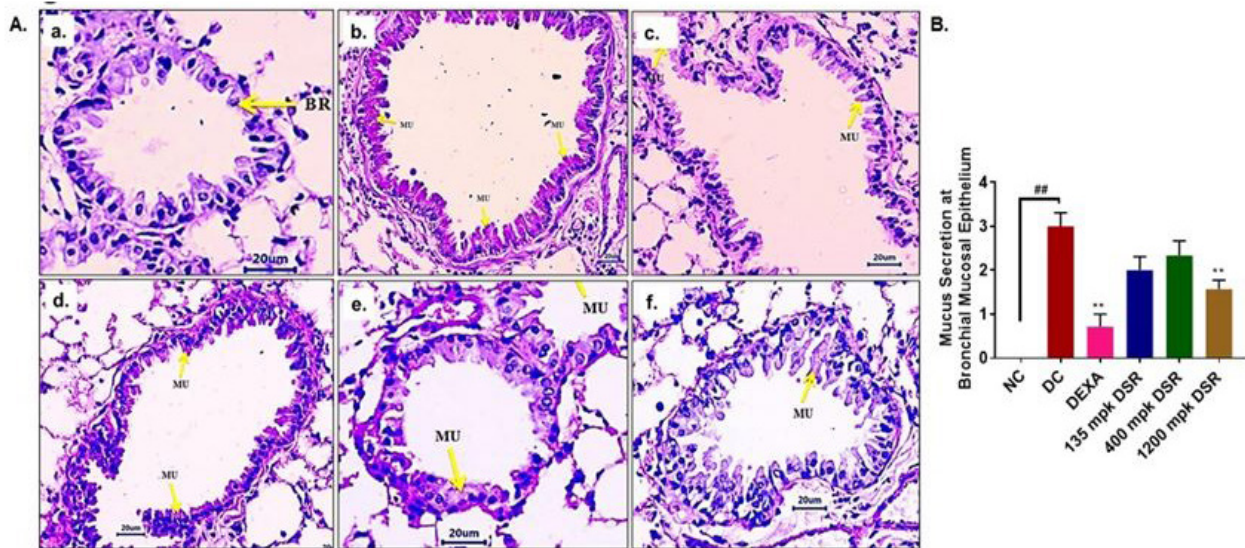 A.
a.
BR
20um
b.
MU
MU
MU
c.
MU
MU
20um
d.
MU
MU
20um
e.
MU
MU
20um
f.
MU
20um
B.
Mucus Secretion at
Bronchial Mucosal Epithelium
4
3
2
1
0
##
**
**
NC
DC
DEXA
135 mpk DSR
400 mpk DSR
1200 mpk DSR